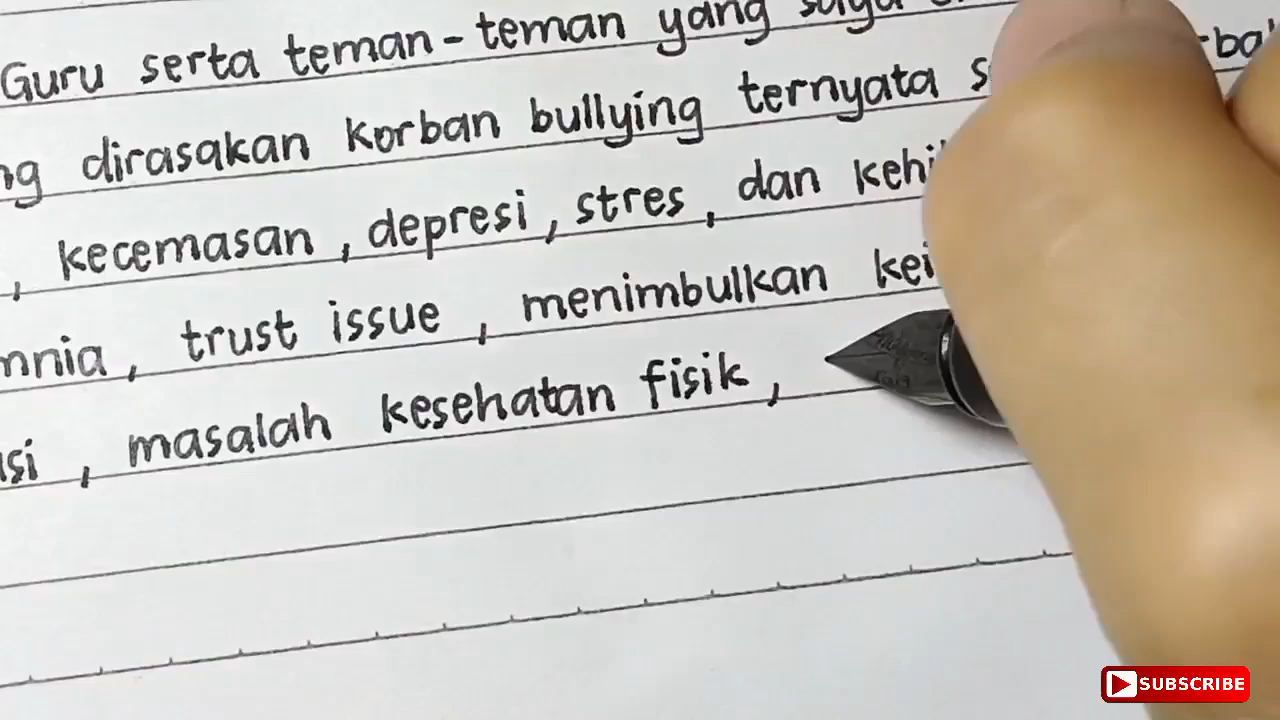 Guru serta teman-teman yang saya
dirasakan korban bullying ternyata
, kecemasan, depresi, stres, dan
trust issue, menimbulkan
, masalah kesehatan fisik,
SUBSCRIBE